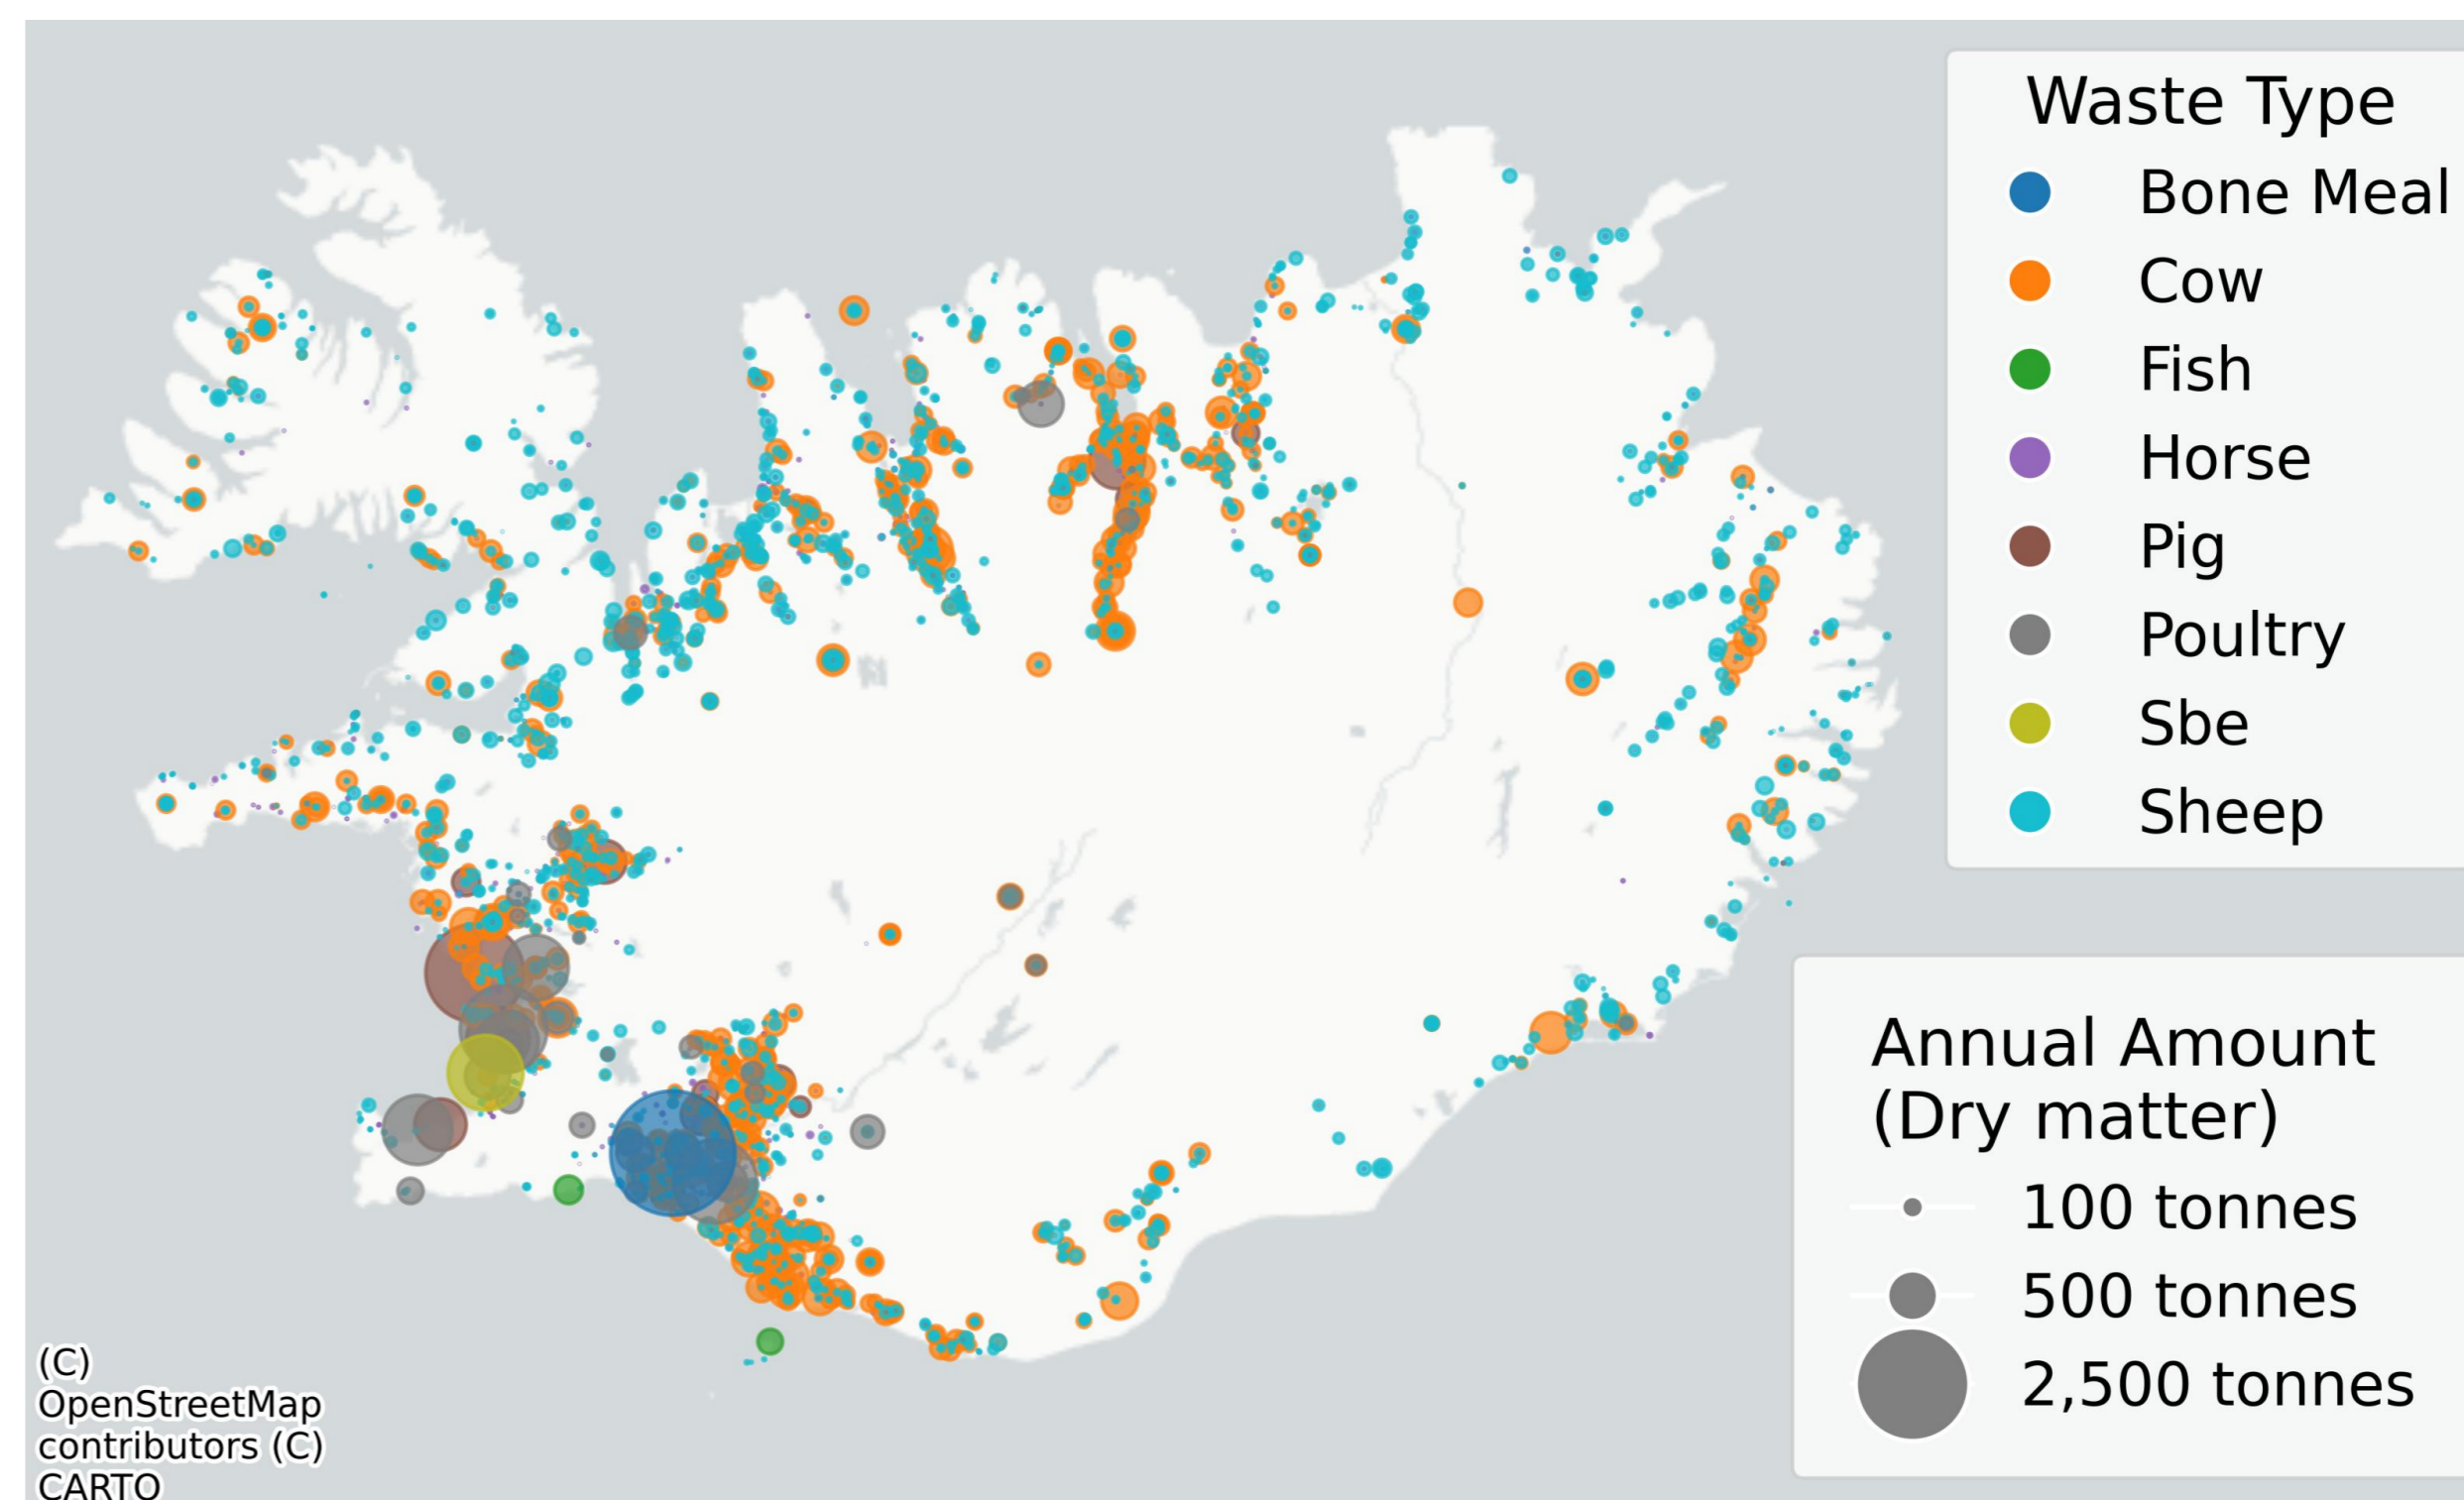 Waste Type
Bone Meal
Cow
Fish
Horse
Pig
Poultry
Sbe
Sheep
Annual Amount
(Dry matter)
100 tonnes
500 tonnes
2,500 tonnes
(C)
OpenStreetMap
contributors (C)
CARTO